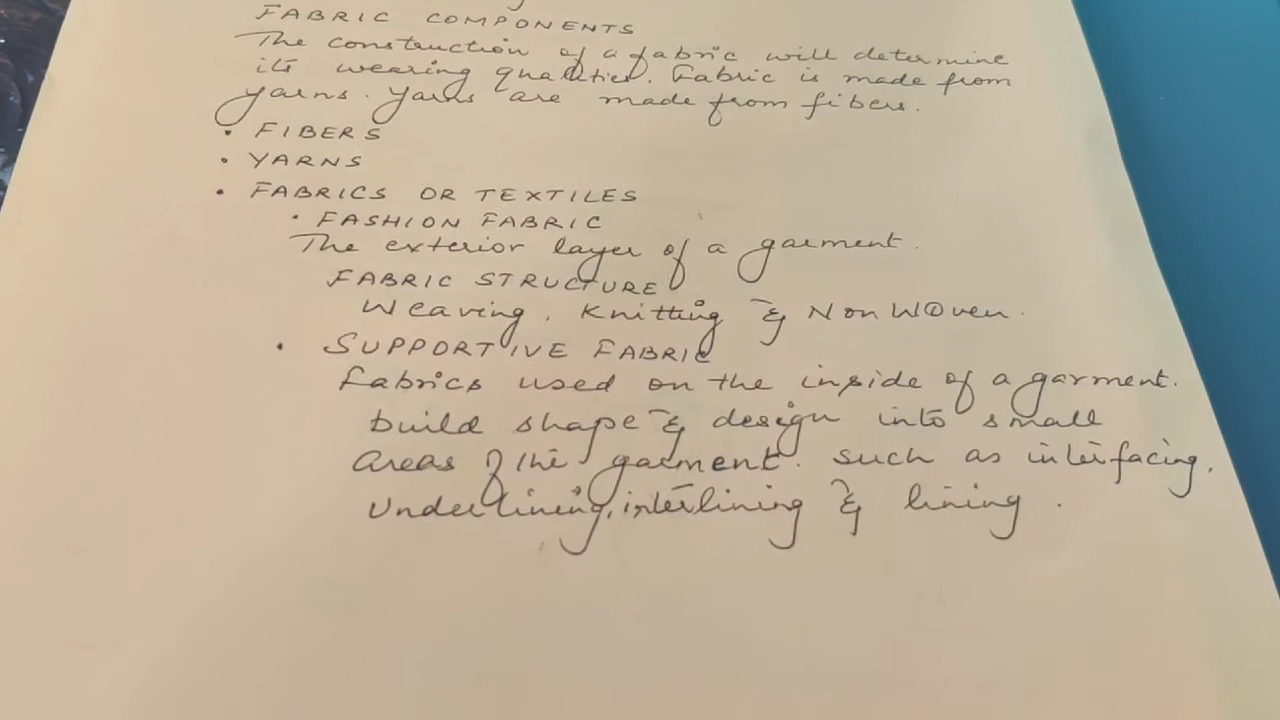 FABRIC COMPONENTS
The construction of a fabric will determine
its wearing qualities. Fabric is made from
yarns. Yarns are made from fibers.
• FIBERS
• YARNS
• FABRICS OR TEXTILES
• FASHION FABRIC
The exterior layer of a garment.
FABRIC STRUCTURE
Weaving, Knitting & Non Woven.
• SUPPORTIVE FABRIC
Fabrics used on the inside of a garment.
build shape & design into small
areas of the garment. such as interfacing,
underlining, interlining & lining.